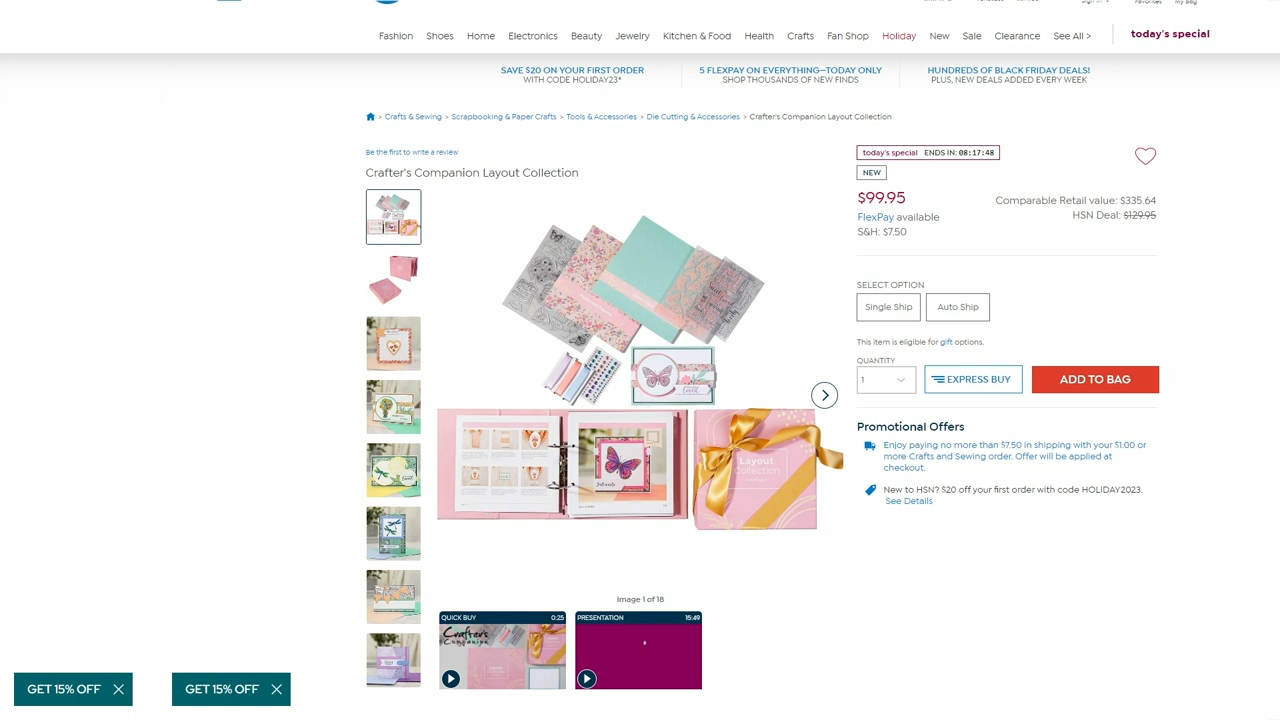 Fashion Shoes Home Electronics Beauty Jewelry Kitchen & Food Health Crafts Fan Shop Holiday New Sale Clearance See All > today's special
SAVE $20 ON YOUR FIRST ORDER
WITH CODE HOLIDAY23*
5 FLEXPAY ON EVERYTHING—TODAY ONLY
SHOP THOUSANDS OF NEW FINDS
HUNDREDS OF BLACK FRIDAY DEALS!
PLUS, NEW DEALS ADDED EVERY WEEK
> Crafts & Sewing > Scrapbooking & Paper Crafts > Tools & Accessories > Die Cutting & Accessories > Crafter's Companion Layout Collection
Be the first to write a review
Crafter's Companion Layout Collection
Layout
Collection
Image 1 of 18
QUICK BUY 0:25
Crafter's
Companion
PRESENTATION 15:49
today's special ENDS IN: 08:17:48
NEW
$99.95
Comparable Retail value: $335.64
FlexPay available
HSN Deal: $129.95
S&H: $7.50
SELECT OPTION
Single Ship Auto Ship
This item is eligible for gift options.
QUANTITY
1 EXPRESS BUY ADD TO BAG
Promotional Offers
Enjoy paying no more than $7.50 in shipping with your $1.00 or
more Crafts and Sewing order. Offer will be applied at
checkout.
New to HSN? $20 off your first order with code HOLIDAY2023.
See Details
GET 15% OFF GET 15% OFF